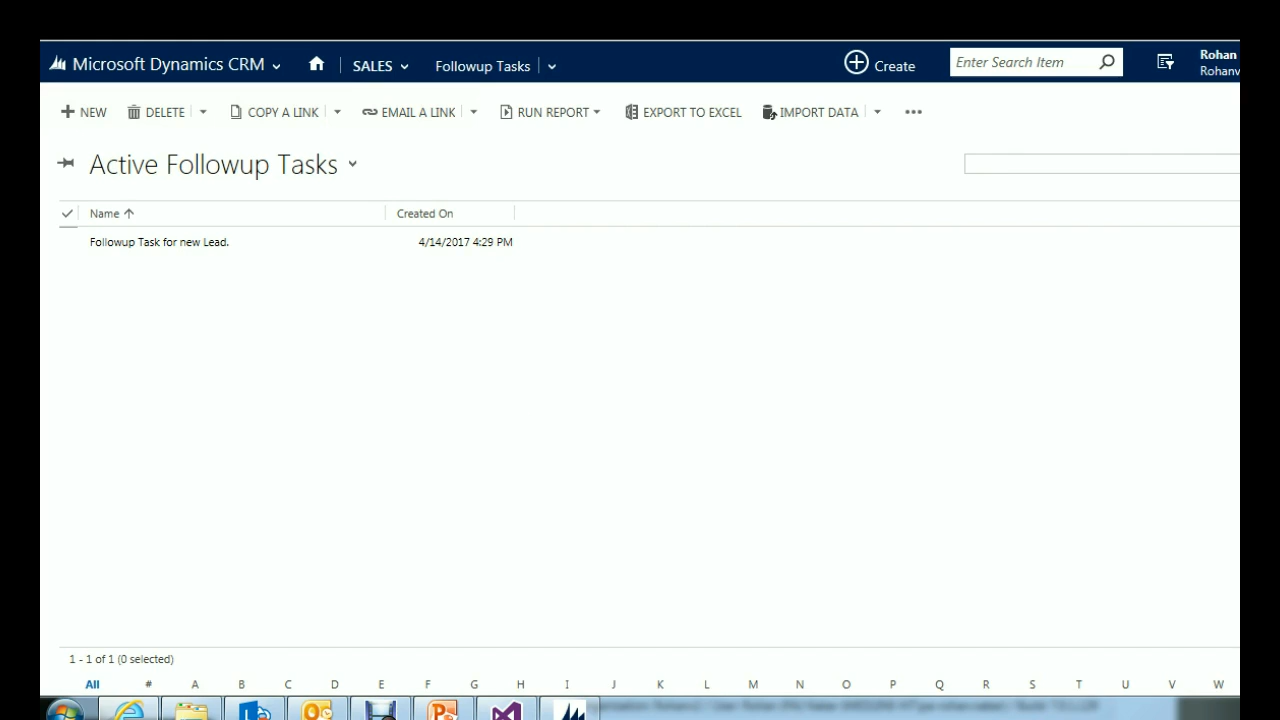 Microsoft Dynamics CRM
SALES
Followup Tasks
Create
Enter Search Item
Rohan
Rohanv
NEW
DELETE
COPY A LINK
EMAIL A LINK
RUN REPORT
EXPORT TO EXCEL
IMPORT DATA
Active Followup Tasks
Name
Created On
Followup Task for new Lead.
4/14/2017 4:29 PM
1 - 1 of 1 (0 selected)
All # A B C D E F G H I J K L M N O P Q R S T U V W